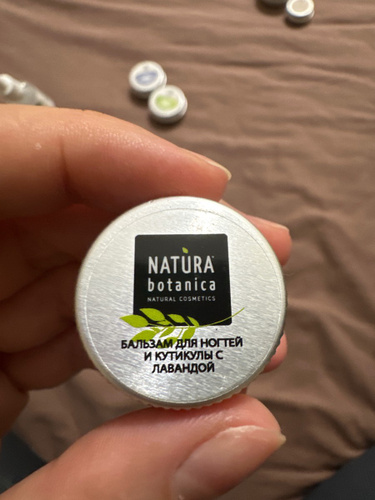 NATURA
botanica
NATURAL COSMETICS
БАЛЬЗАМ ДЛЯ НОГТЕЙ
И КУТИКУЛЫ С
ЛАВАНДОЙ